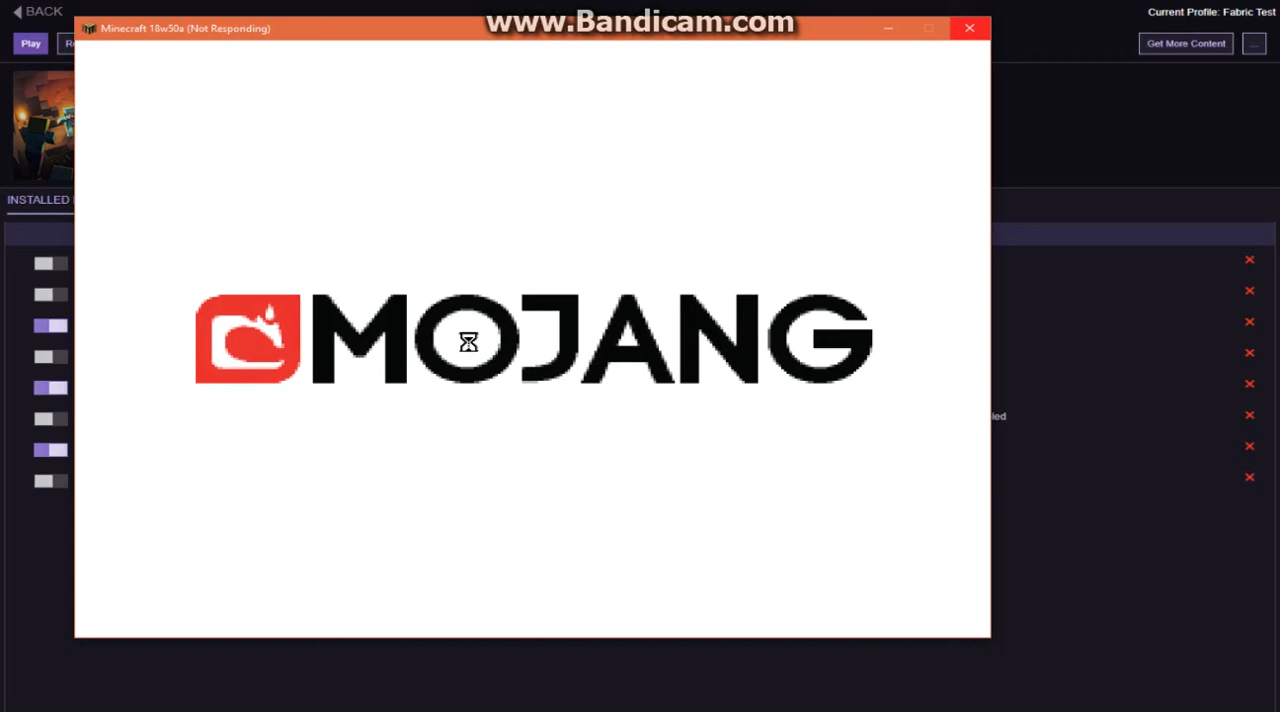 BACK
www.Bandicam.com
Current Profile: Fabric Test
Minecraft 18w50a (Not Responding)
Play
Get More Content
...
INSTALLED
MOJANG